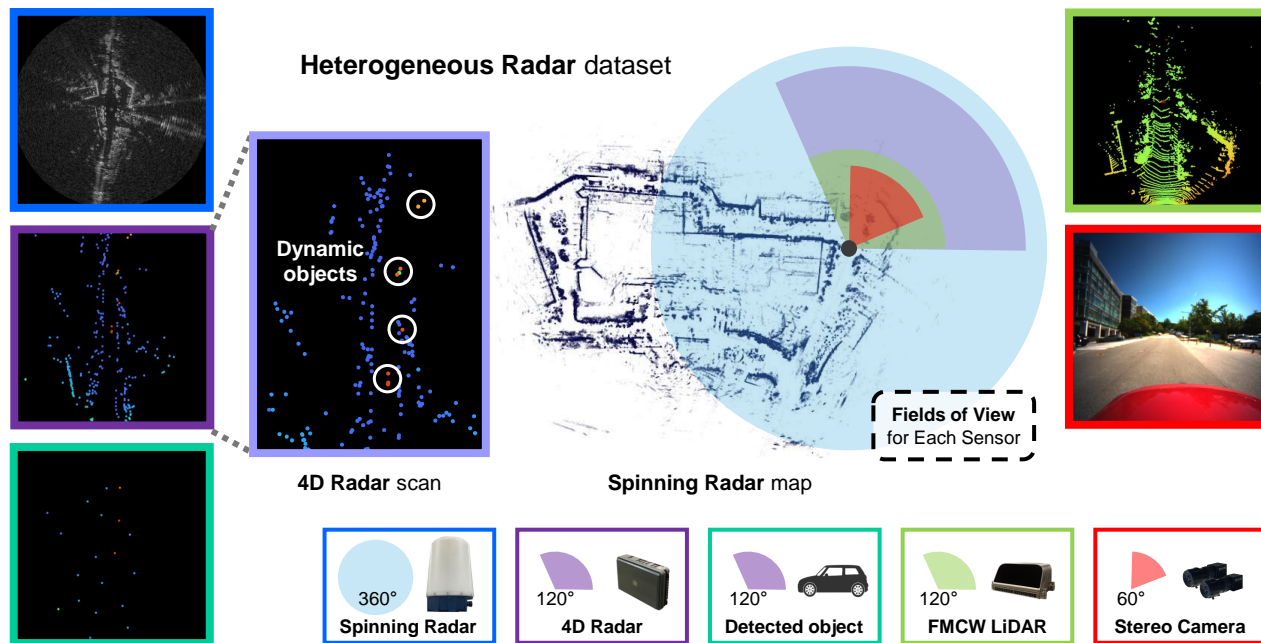 Heterogeneous Radar dataset
Dynamic
objects
Fields of View
for Each Sensor
4D Radar scan
Spinning Radar map
360°
Spinning Radar
120°
4D Radar
120°
Detected object
120°
FMCW LiDAR
60°
Stereo Camera